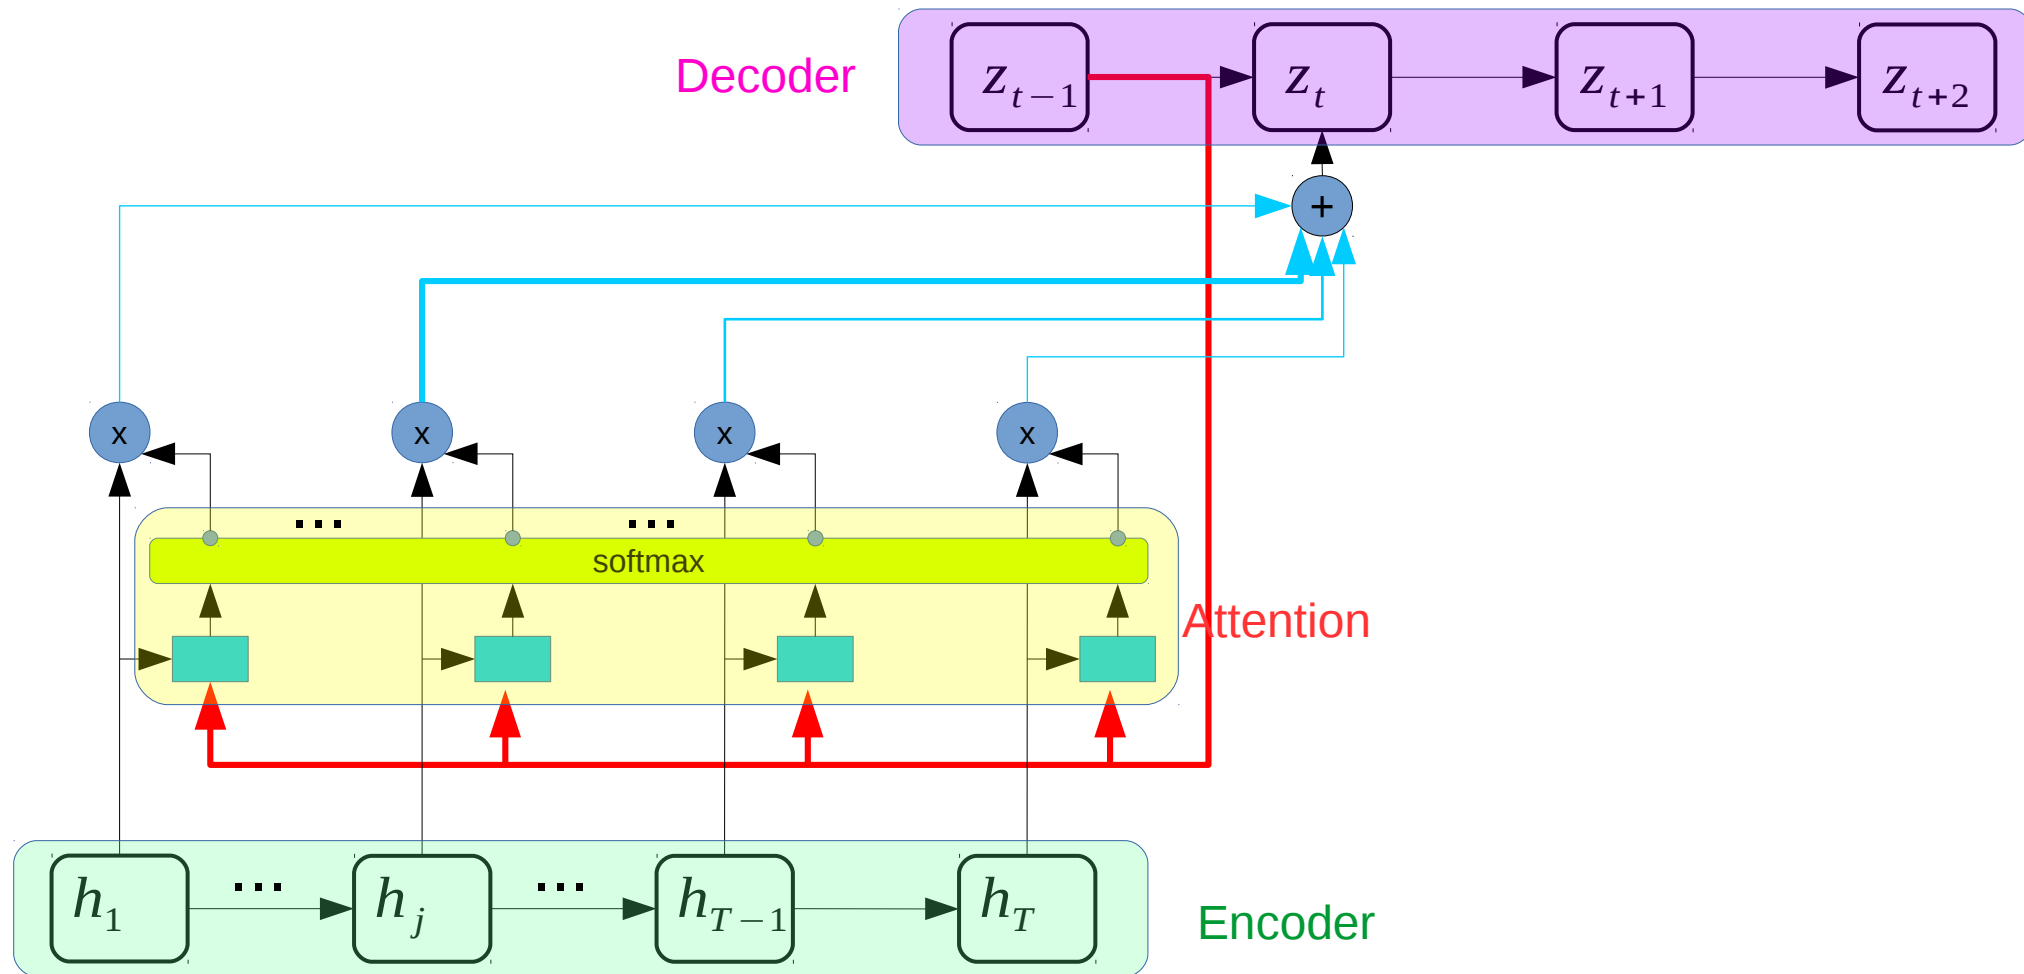 Decoder
z_{t−1} z_t z_{t+1} z_{t+2}
+
x x x x
... ...
softmax
Attention
... ...
h_1 h_j h_{T−1} h_T
Encoder